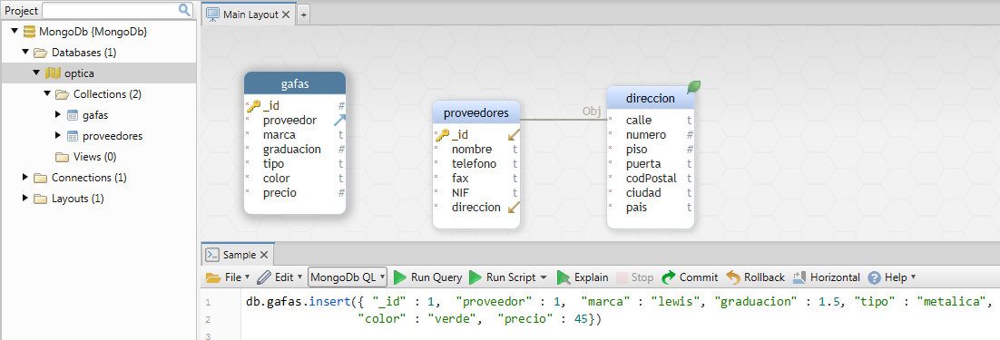 Project
MongoDb {MongoDb}
Databases (1)
optica
Collections (2)
gafas
proveedores
Views (0)
Connections (1)
Layouts (1)
Main Layout
+
gafas
_id #
proveedor
marca t
graduacion #
tipo t
color t
precio #
proveedores
_id
nombre t
telefono t
fax t
NIF t
direccion
Obj
direccion
calle t
numero #
piso #
puerta t
codPostal t
ciudad t
pais t
Sample
File Edit MongoDb QL Run Query Run Script Explain Stop Commit Rollback Horizontal Help
1 db.gafas.insert({ "_id" : 1, "proveedor" : 1, "marca" : "lewis", "graduacion" : 1.5, "tipo" : "metalica",
2 "color" : "verde", "precio" : 45})
3